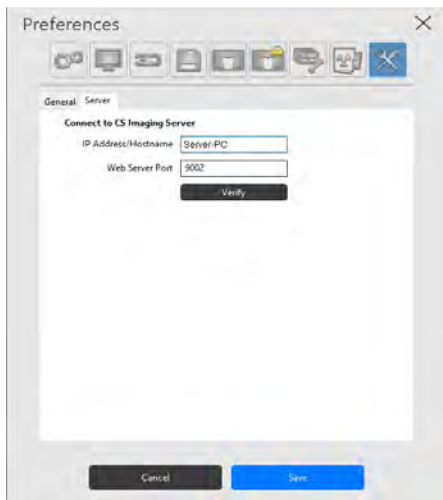 Preferences
General Server
Connect to CS Imaging Server
IP Address/Hostname Server-PC
Web Server Port 9002
Verify
Cancel Save